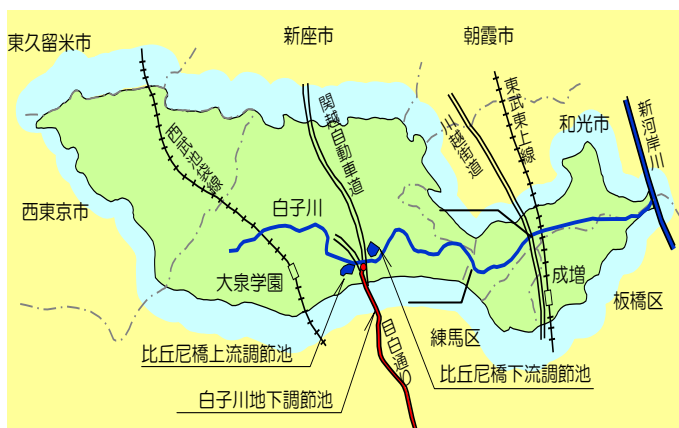 新座市
朝霞市
東久留米市
和光市
新河岸川
東武東上線
川越街道
関越自動車道
西武池袋線
西東京市
白子川
大泉学園
成増
板橋区
練馬区
目白通り
比丘尼橋上流調節池
比丘尼橋下流調節池
白子川地下調節池